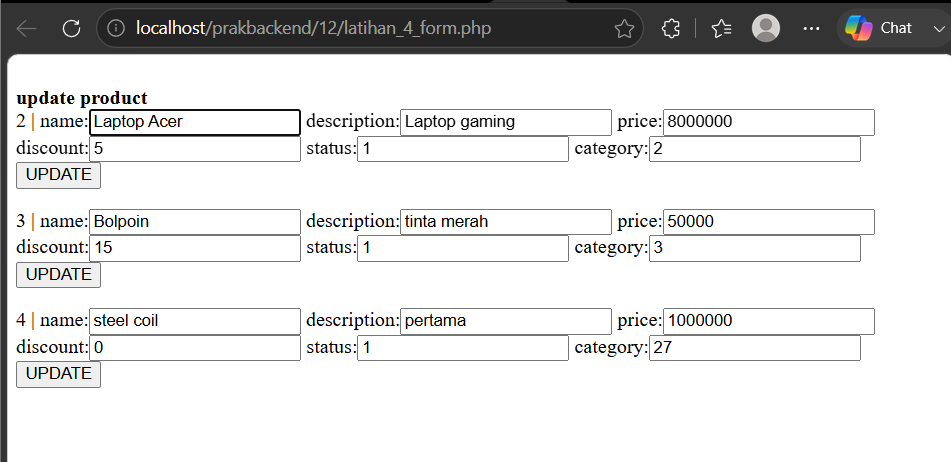 localhost/prakbackend/12/latihan_4_form.php
Chat
update product
2 | name: Laptop Acer description: Laptop gaming price: 8000000
discount: 5 status: 1 category: 2
UPDATE
3 | name: Bolpoin description: tinta merah price: 50000
discount: 15 status: 1 category: 3
UPDATE
4 | name: steel coil description: pertama price: 1000000
discount: 0 status: 1 category: 27
UPDATE